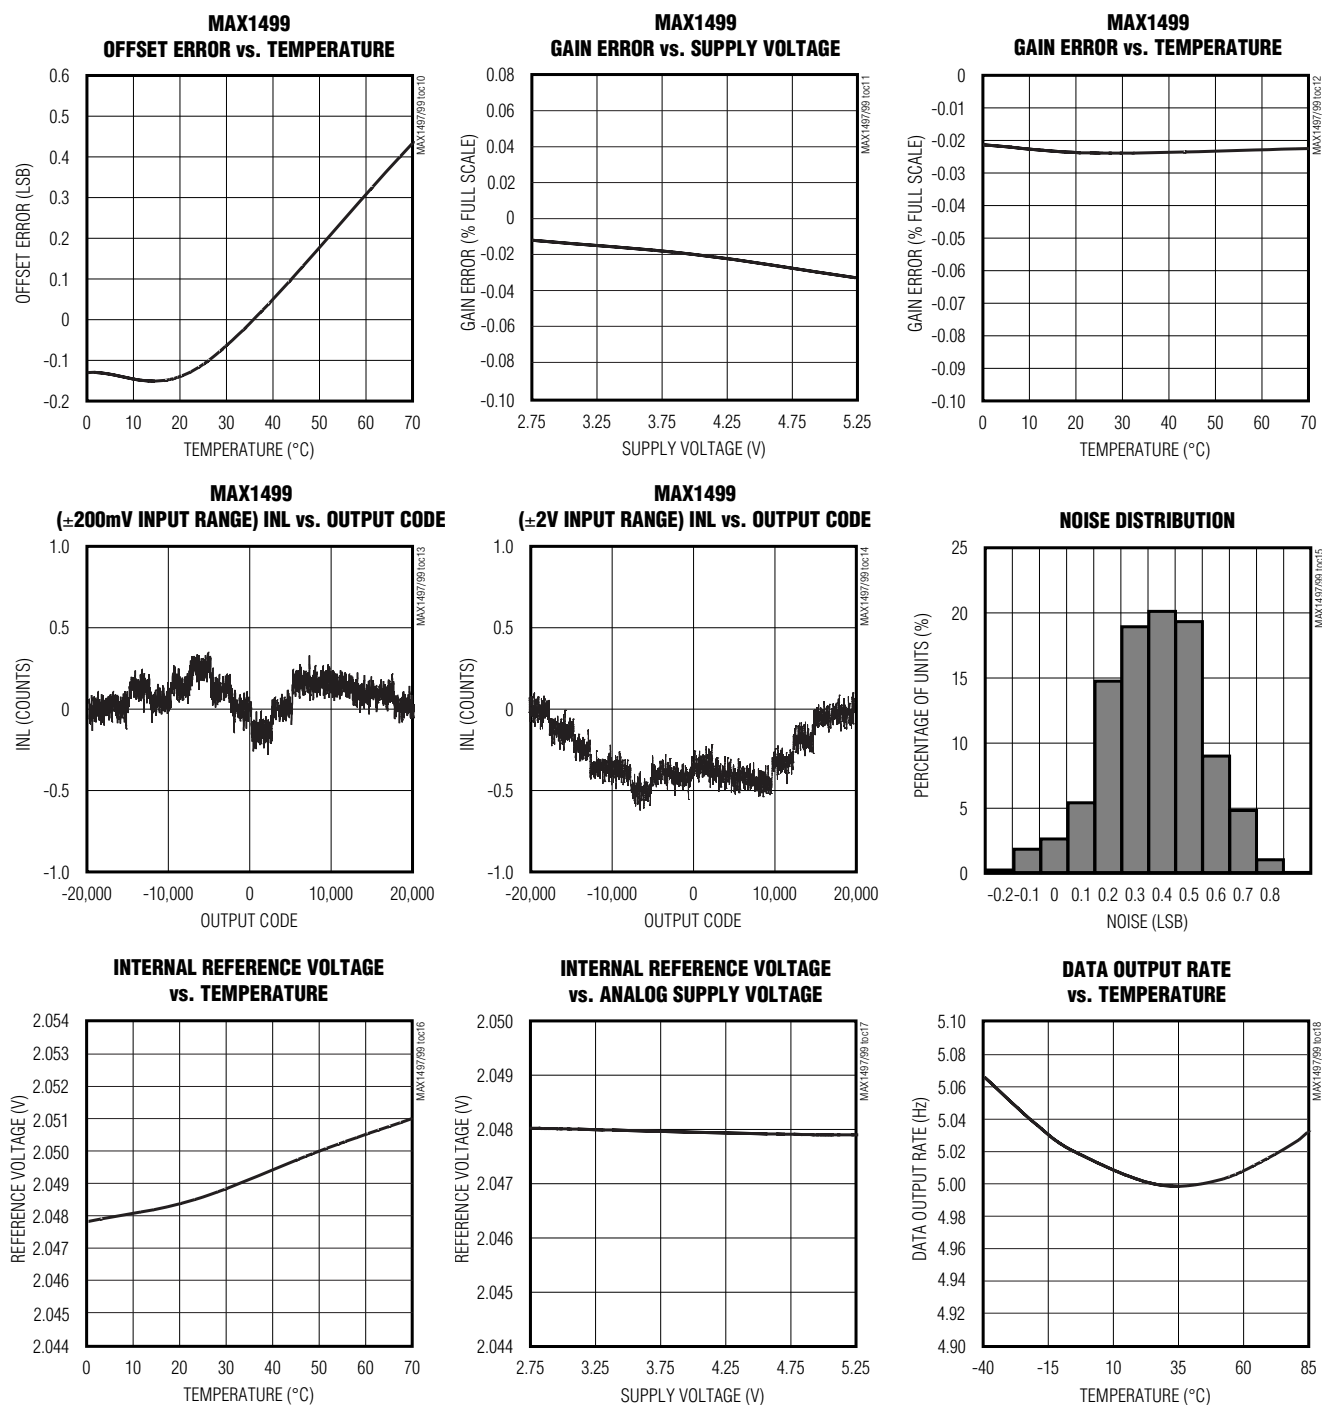 MAX1499
OFFSET ERROR vs. TEMPERATURE
MAX1497/99 toc10
OFFSET ERROR (LSB)
0.6
0.5
0.4
0.3
0.2
0.1
0
-0.1
-0.2
0 10 20 30 40 50 60 70
TEMPERATURE (°C)
MAX1499
GAIN ERROR vs. SUPPLY VOLTAGE
MAX1497/99 toc11
GAIN ERROR (% FULL SCALE)
0.08
0.06
0.04
0.02
0
-0.02
-0.04
-0.06
-0.08
-0.10
2.75 3.25 3.75 4.25 4.75 5.25
SUPPLY VOLTAGE (V)
MAX1499
GAIN ERROR vs. TEMPERATURE
MAX1497/99 toc12
GAIN ERROR (% FULL SCALE)
0
-0.01
-0.02
-0.03
-0.04
-0.05
-0.06
-0.07
-0.08
-0.09
-0.10
0 10 20 30 40 50 60 70
TEMPERATURE (°C)
MAX1499
(±200mV INPUT RANGE) INL vs. OUTPUT CODE
MAX1497/99 toc13
INL (COUNTS)
1.0
0.5
0
-0.5
-1.0
-20,000 -10,000 0 10,000 20,000
OUTPUT CODE
MAX1499
(±2V INPUT RANGE) INL vs. OUTPUT CODE
MAX1497/99 toc14
INL (COUNTS)
1.0
0.5
0
-0.5
-1.0
-20,000 -10,000 0 10,000 20,000
OUTPUT CODE
NOISE DISTRIBUTION
MAX1497/99 toc15
PERCENTAGE OF UNITS (%)
25
20
15
10
5
0
-0.2 -0.1 0 0.1 0.2 0.3 0.4 0.5 0.6 0.7 0.8
NOISE (LSB)
INTERNAL REFERENCE VOLTAGE
vs. TEMPERATURE
MAX1497/99 toc16
REFERENCE VOLTAGE (V)
2.054
2.053
2.052
2.051
2.050
2.049
2.048
2.047
2.046
2.045
2.044
0 10 20 30 40 50 60 70
TEMPERATURE (°C)
INTERNAL REFERENCE VOLTAGE
vs. ANALOG SUPPLY VOLTAGE
MAX1497/99 toc17
REFERENCE VOLTAGE (V)
2.050
2.049
2.048
2.047
2.046
2.045
2.044
2.75 3.25 3.75 4.25 4.75 5.25
SUPPLY VOLTAGE (V)
DATA OUTPUT RATE
vs. TEMPERATURE
MAX1497/99 toc18
DATA OUTPUT RATE (Hz)
5.10
5.08
5.06
5.04
5.02
5.00
4.98
4.96
4.94
4.92
4.90
-40 -15 10 35 60 85
TEMPERATURE (°C)